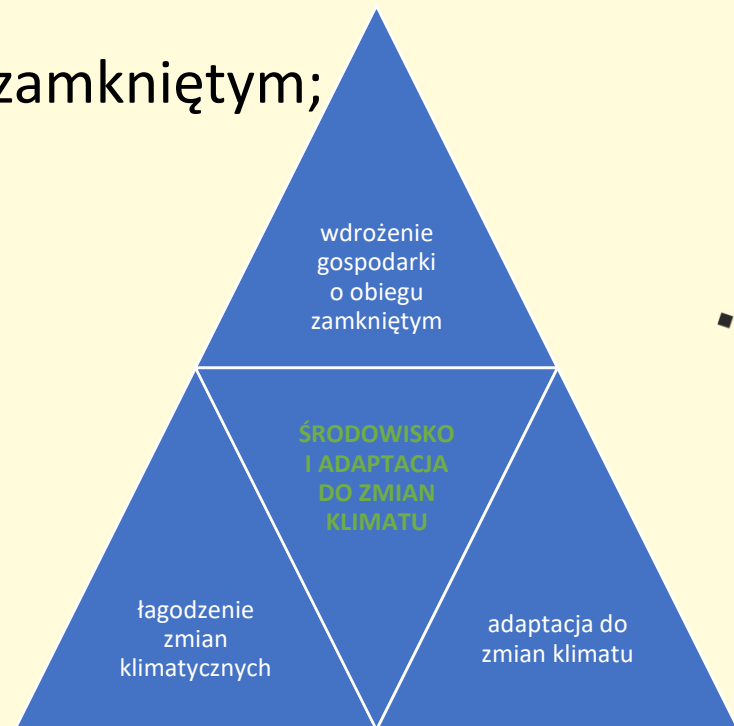 zamkniętym;
wdrożenie
gospodarki
o obiegu
zamkniętym
ŚRODOWISKO
I ADAPTACJA
DO ZMIAN
KLIMATU
łagodzenie
zmian
klimatycznych
adaptacja do
zmian klimatu